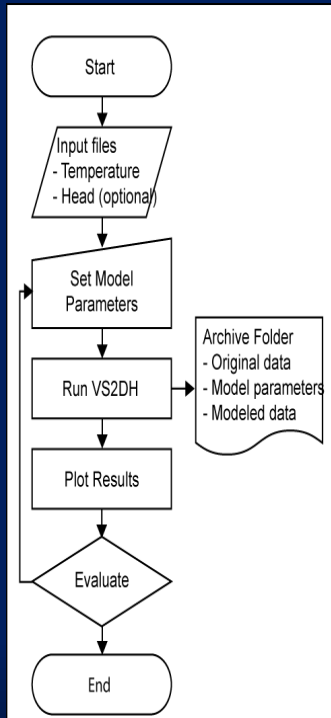 Start
Input files
- Temperature
- Head (optional)
Set Model
Parameters
Run VS2DH
Archive Folder
- Original data
- Model parameters
- Modeled data
Plot Results
Evaluate
End